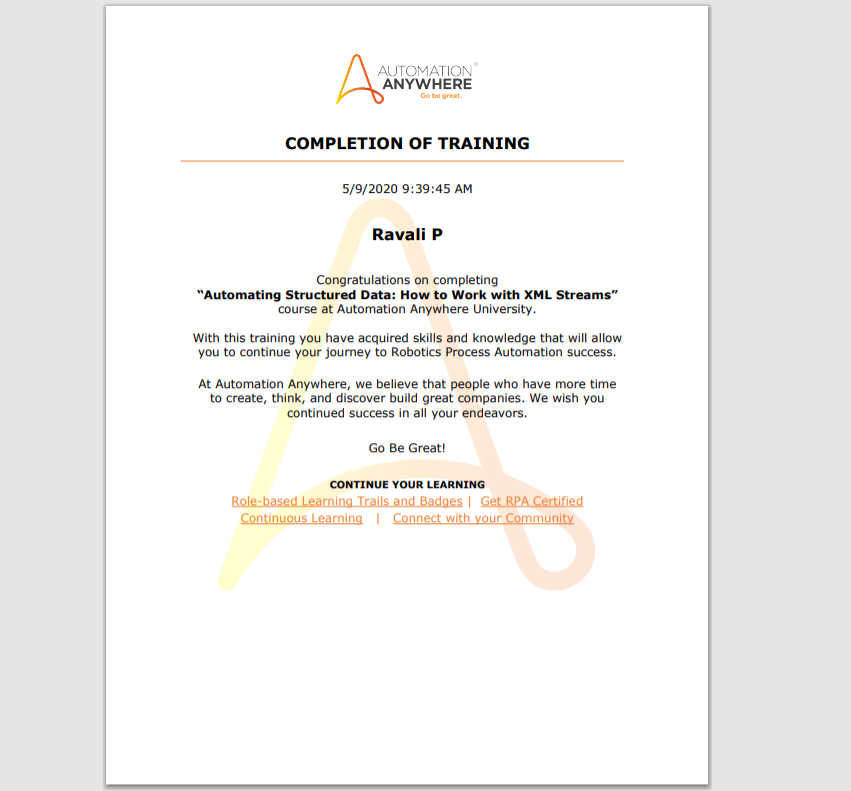 AUTOMATION
ANYWHERE
Go be great.
COMPLETION OF TRAINING
5/9/2020 9:39:45 AM
Ravali P
Congratulations on completing
“Automating Structured Data: How to Work with XML Streams”
course at Automation Anywhere University.
With this training you have acquired skills and knowledge that will allow
you to continue your journey to Robotics Process Automation success.
At Automation Anywhere, we believe that people who have more time
to create, think, and discover build great companies. We wish you
continued success in all your endeavors.
Go Be Great!
CONTINUE YOUR LEARNING
Role-based Learning Trails and Badges | Get RPA Certified
Continuous Learning | Connect with your Community